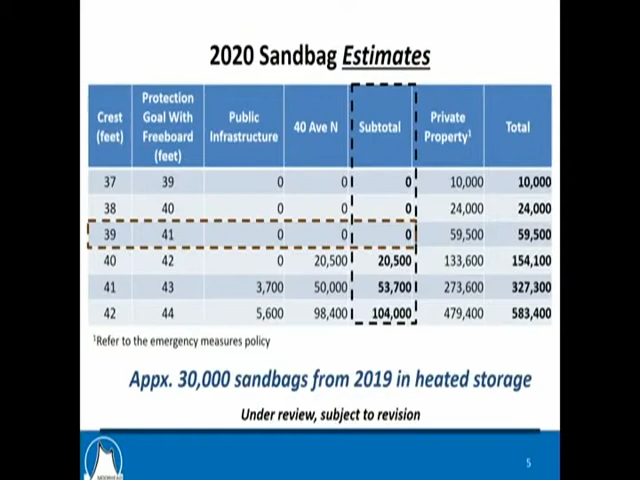 2020 Sandbag Estimates
Crest (feet) Protection Goal With Freeboard (feet) Public Infrastructure 40 Ave N Subtotal Private Property¹ Total
37 39 0 0 0 10,000 10,000
38 40 0 0 0 24,000 24,000
39 41 0 0 0 59,500 59,500
40 42 0 20,500 20,500 133,600 154,100
41 43 3,700 50,000 53,700 273,600 327,300
42 44 5,600 98,400 104,000 479,400 583,400
¹Refer to the emergency measures policy
Appx. 30,000 sandbags from 2019 in heated storage
Under review, subject to revision
5
MOORHEAD